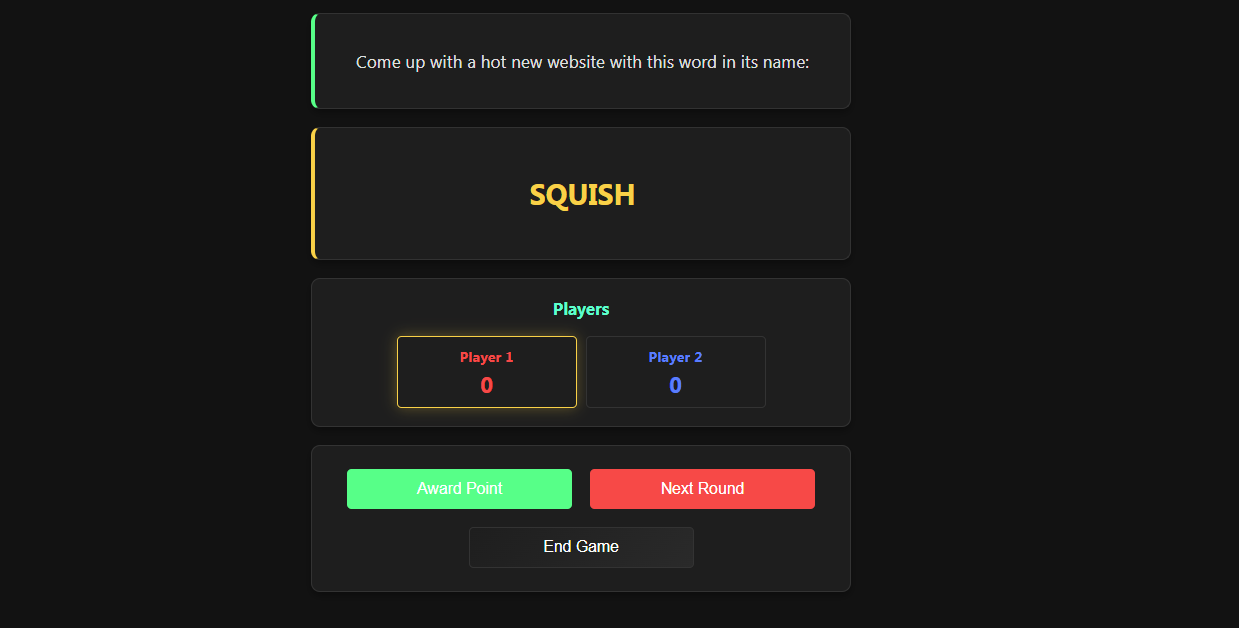 Come up with a hot new website with this word in its name:
SQUISH
Players
Player 1
0
Player 2
0
Award Point
Next Round
End Game